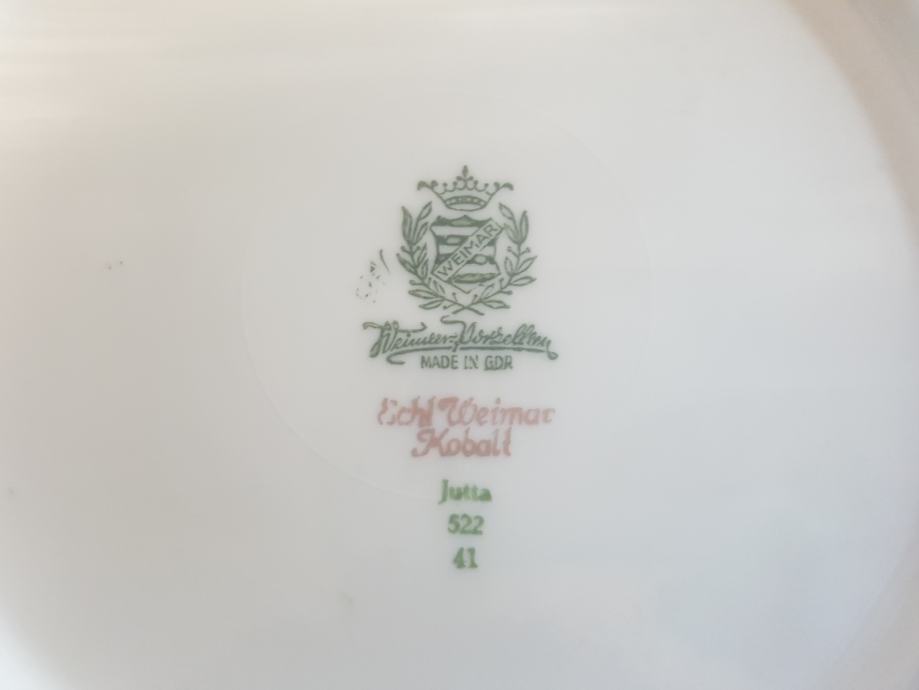 WEIMAR
Weimar-Porzellan
MADE IN GDR
Echt Weimar
Kobalt
Jutta
522
41